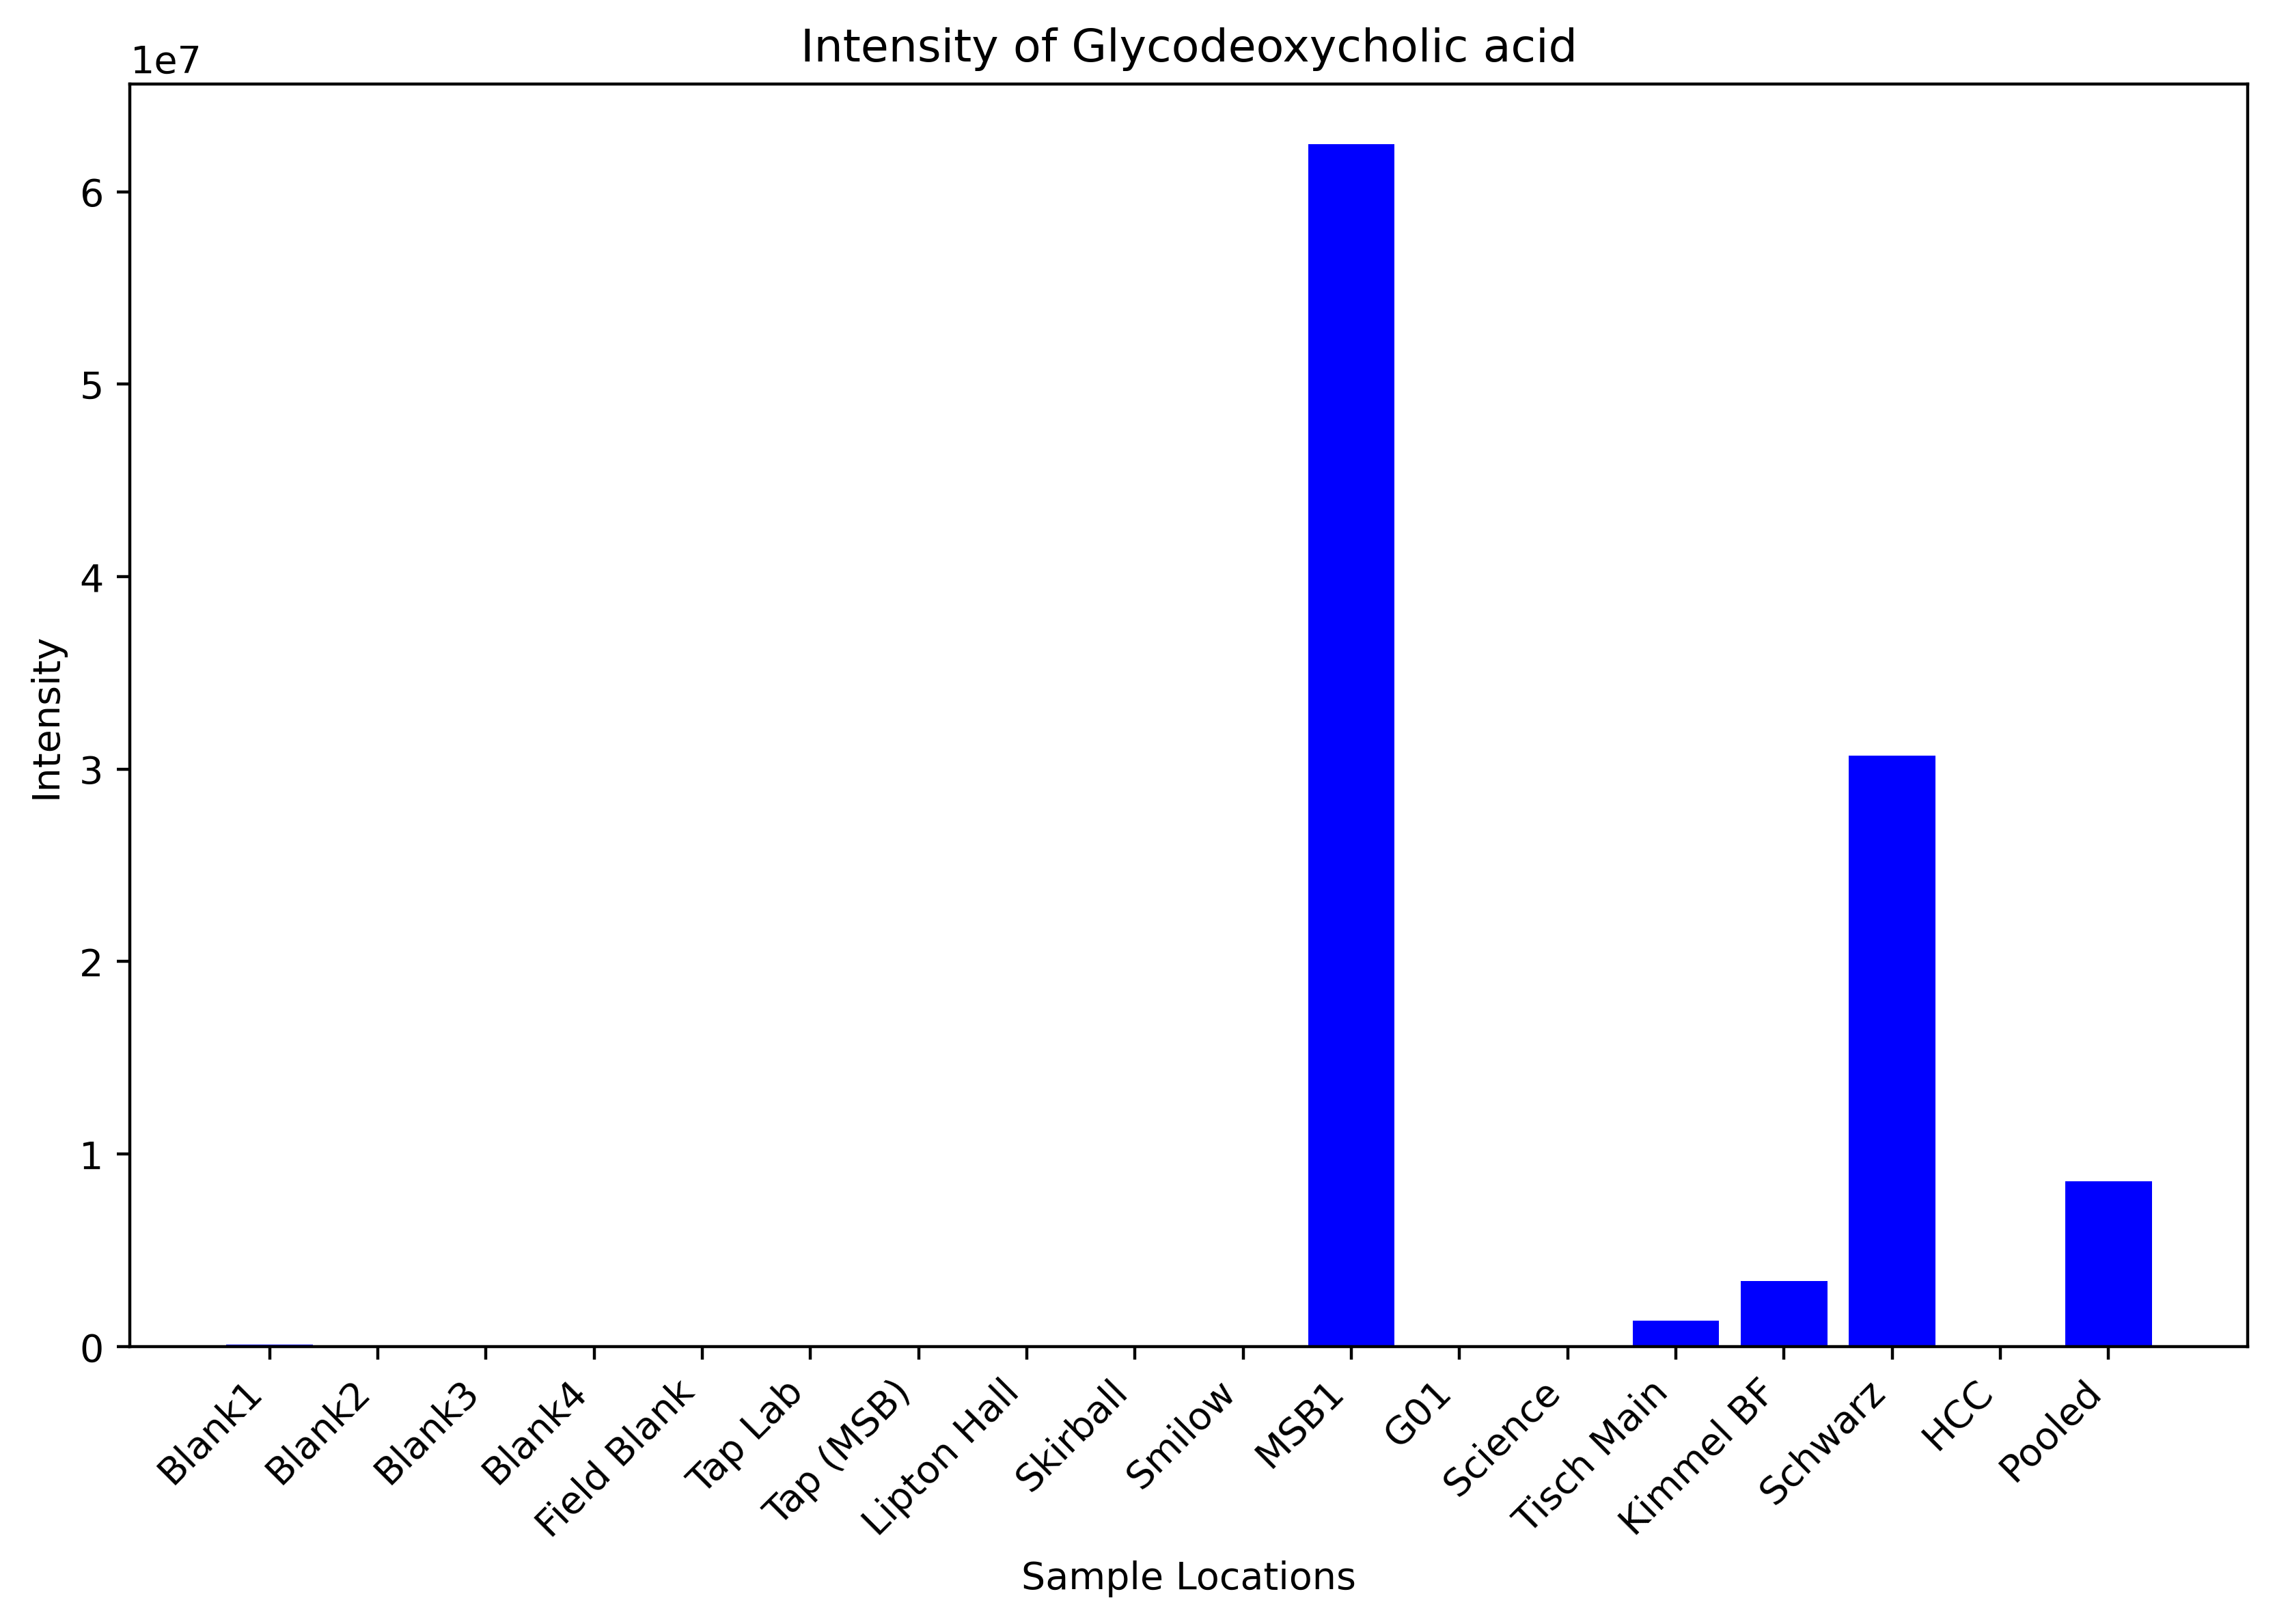 Intensity of Glycodeoxycholic acid
1e7
6
5
4
3
2
1
0
Intensity
Blank1
Blank2
Blank3
Blank4
Field Blank
Tap Lab
Tap (MSB)
Lipton Hall
Skirball
Smilow
MSB1
G01
Science
Tisch Main
Kimmel BF
Schwarz
HCC
Pooled
Sample Locations